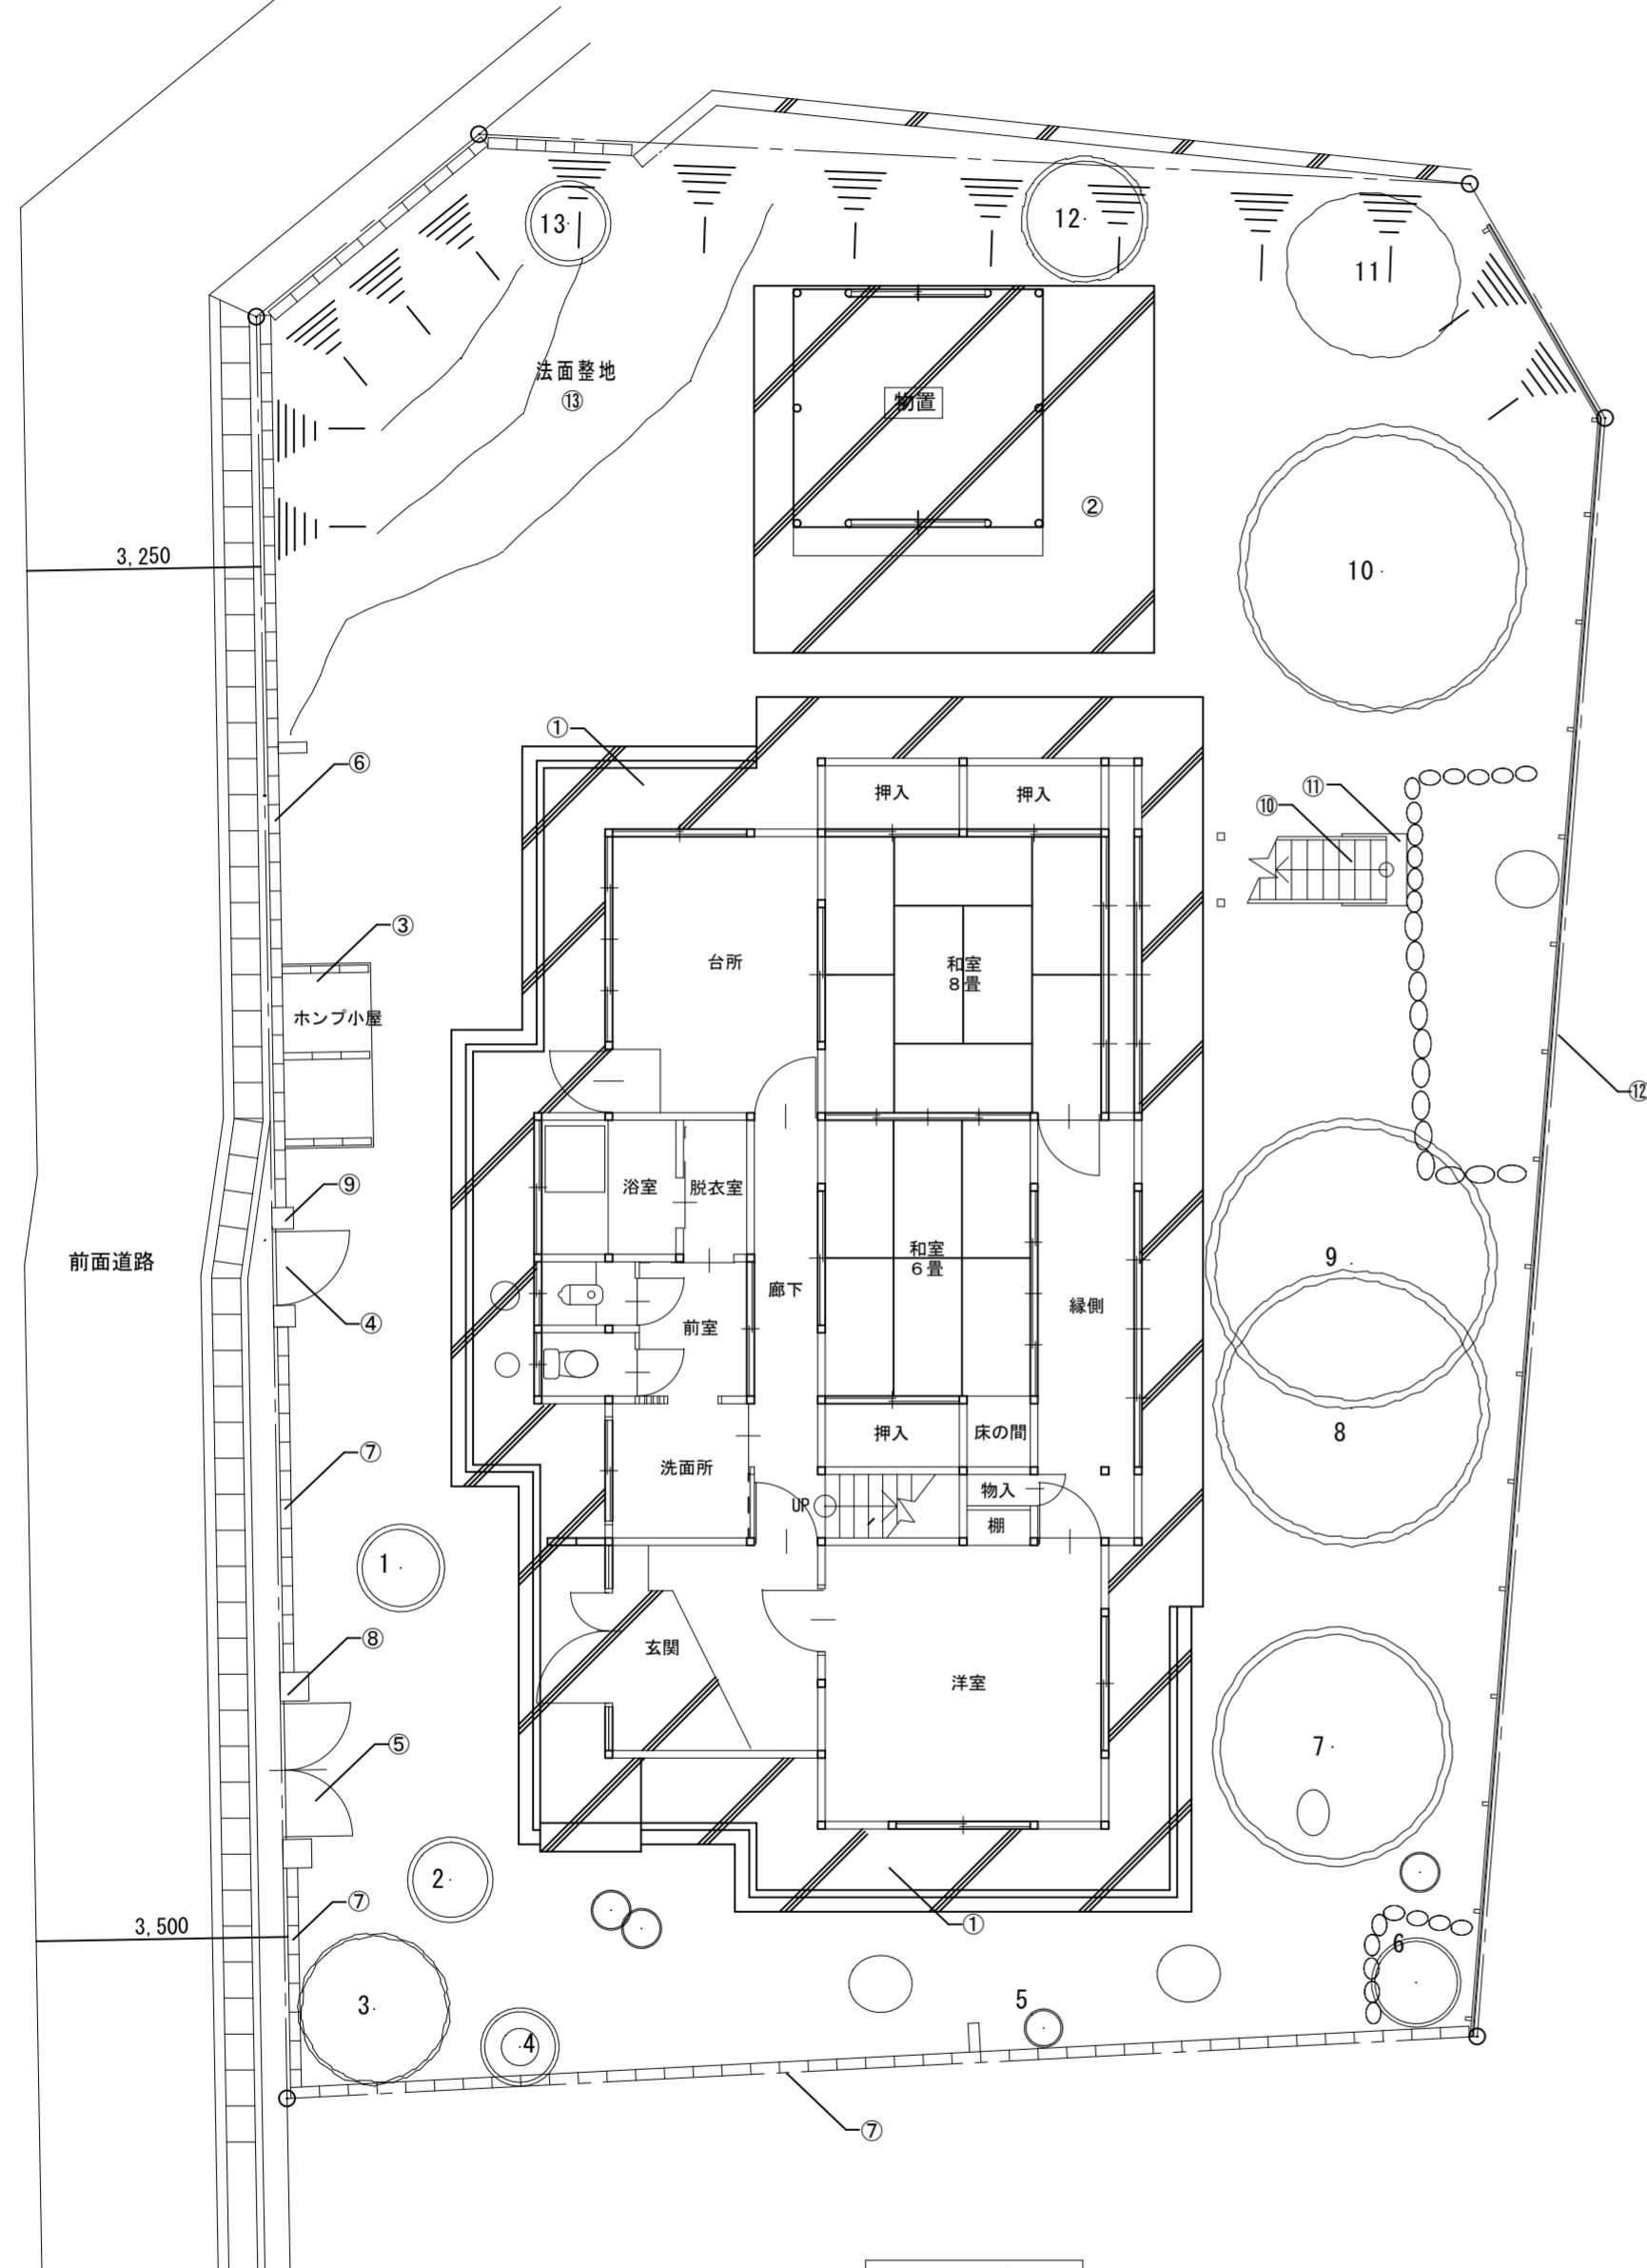 13
12
11
法面整地
⑬
物置
②
3,250
10
①
⑥
押入
押入
⑪
⑩
③
台所
和室
8畳
ホンプ小屋
⑫
⑨
浴室
脱衣室
前面道路
和室
6畳
9
廊下
縁側
④
前室
⑦
押入
床の間
8
洗面所
物入
UP
棚
1
⑧
玄関
洋室
7
⑤
2
⑦
3,500
①
6
3
5
4
⑦